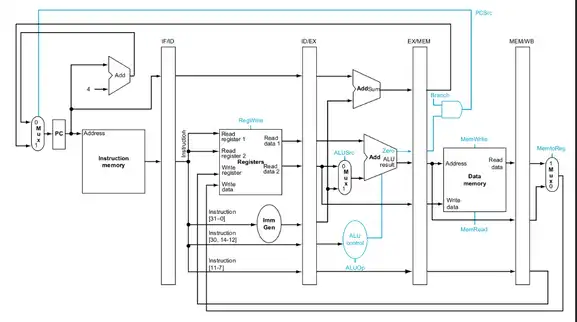 PCSrc
IF/ID
ID/EX
EX/MEM
MEM/WB
Add
4
Add Sum
Branch
0
M
u
x
1
PC
Address
Instruction
memory
Instruction
RegWrite
Read
register 1
Read
data 1
Read
register 2
Registers
Write
register
Read
data 2
Write
data
ALUSrc
0
M
u
x
1
Zero
Add ALU
result
MemWrite
Address
Read
data
Data
memory
Write
data
MemRead
MemtoReg
1
M
u
x
0
Instruction
[31–0]
Imm
Gen
Instruction
[30, 14-12]
ALU
control
Instruction
[11-7]
ALUOp